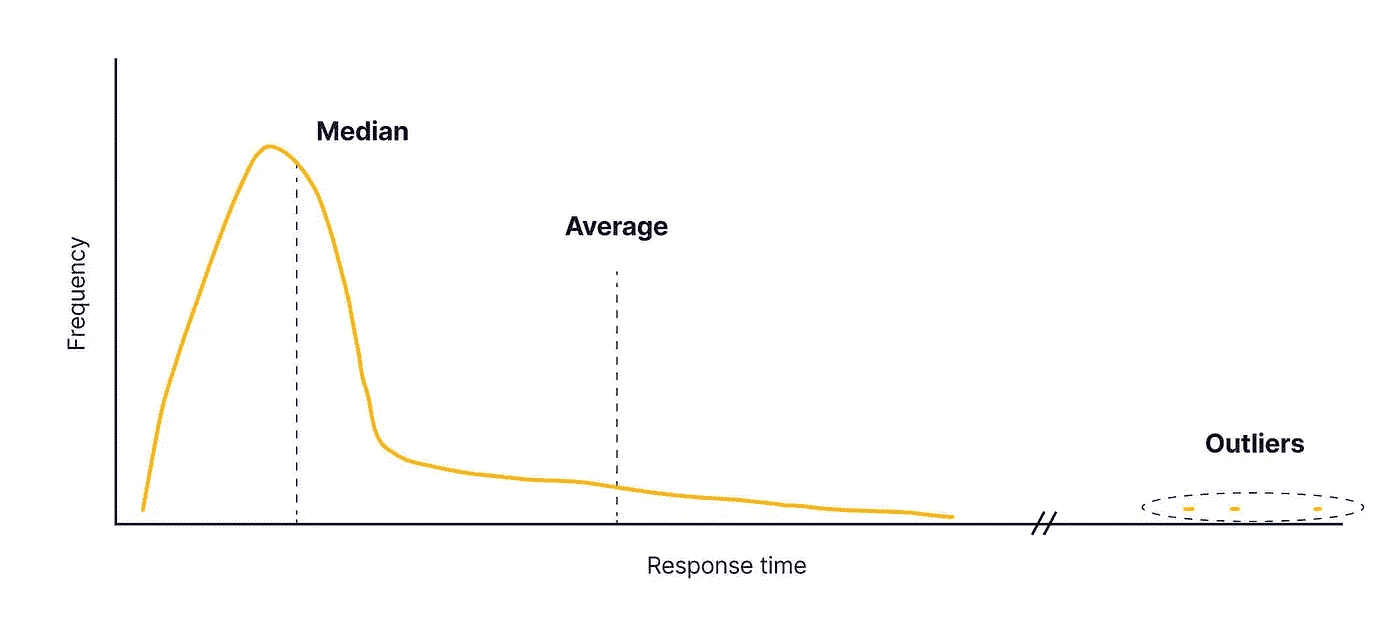 Median
Average
Frequency
Outliers
Response time